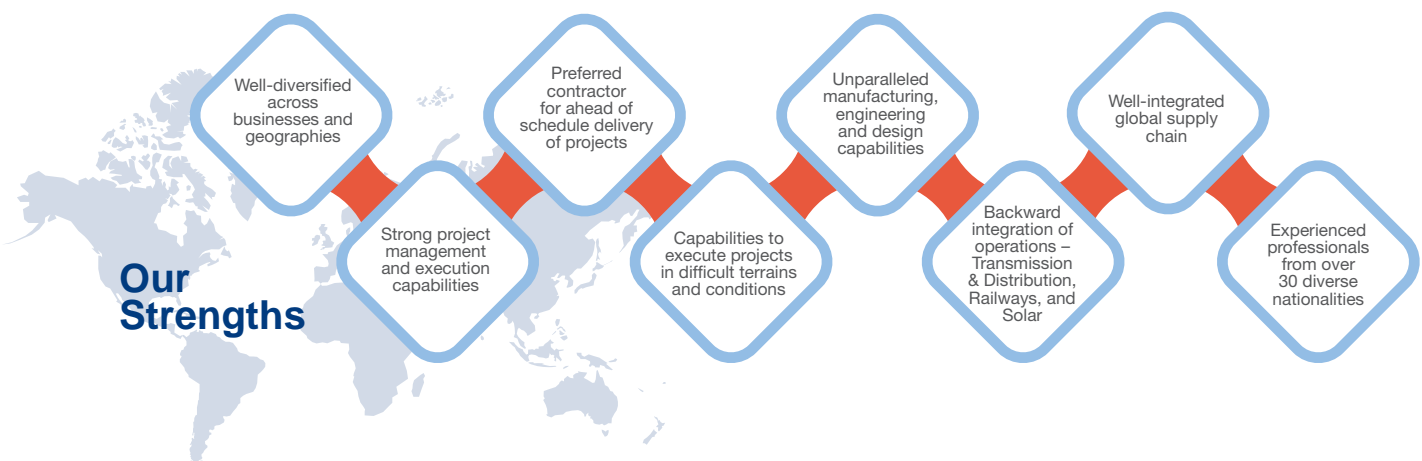 Our
Strengths
Well-diversified
across
businesses and
geographies
Strong project
management
and execution
capabilities
Preferred
contractor
for ahead of
schedule delivery
of projects
Capabilities to
execute projects
in difficult terrains
and conditions
Unparalleled
manufacturing,
engineering
and design
capabilities
Backward
integration of
operations –
Transmission
& Distribution,
Railways, and
Solar
Well-integrated
global supply
chain
Experienced
professionals
from over
30 diverse
nationalities